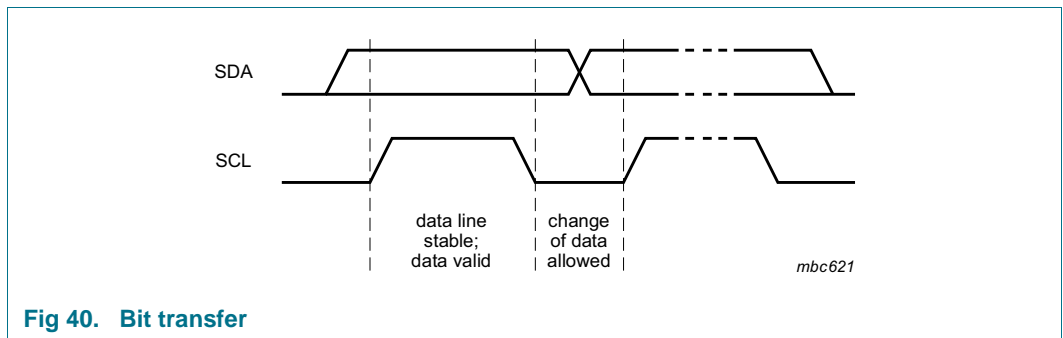 SDA
SCL
data line
stable;
data valid
change
of data
allowed
mbc621
Fig 40. Bit transfer